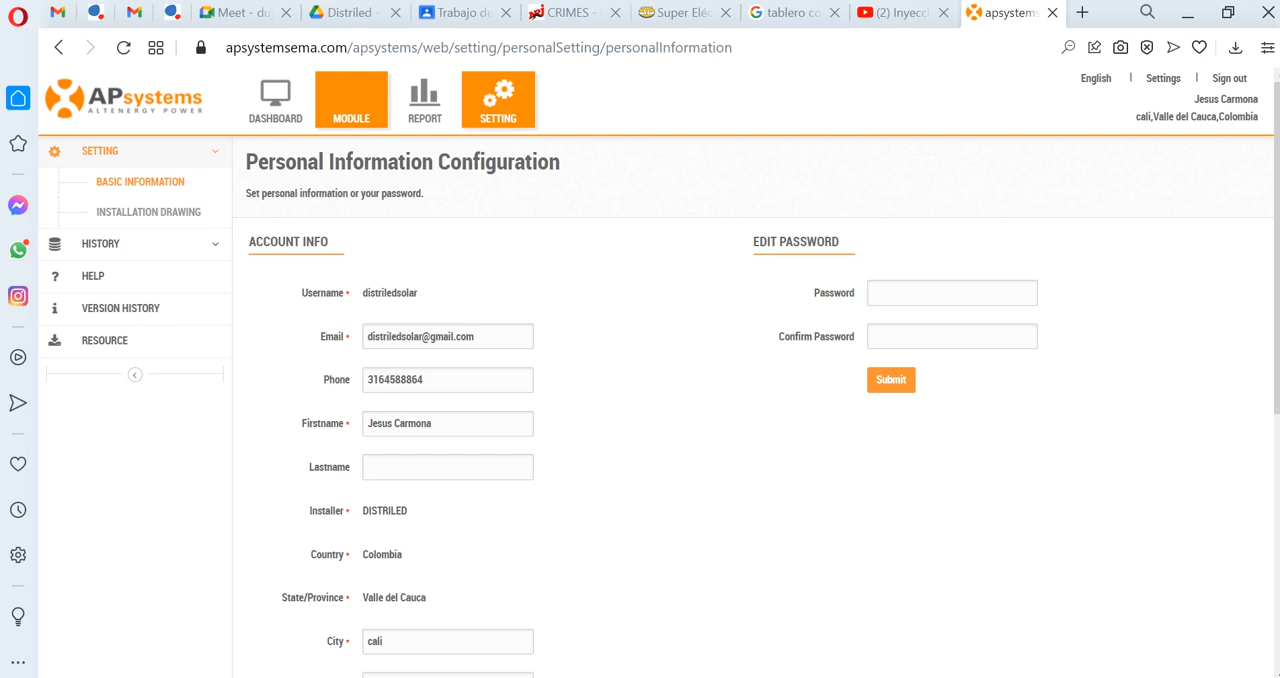 Meet - du
Distriled -
Trabajo de
CRIMES -
Super Eléc
tablero co
(2) Inyecc
apsystems
apsystemsema.com/apsystems/web/setting/personalSetting/personalInformation
APsystems
ALTENERGY POWER
DASHBOARD
MODULE
REPORT
SETTING
English | Settings | Sign out
Jesus Carmona
cali,Valle del Cauca,Colombia
SETTING
BASIC INFORMATION
INSTALLATION DRAWING
HISTORY
HELP
VERSION HISTORY
RESOURCE
Personal Information Configuration
Set personal information or your password.
ACCOUNT INFO
Username • distriledsolar
Email • distriledsolar@gmail.com
Phone 3164588864
Firstname • Jesus Carmona
Lastname
Installer • DISTRILED
Country • Colombia
State/Province • Valle del Cauca
City • cali
EDIT PASSWORD
Password
Confirm Password
Submit